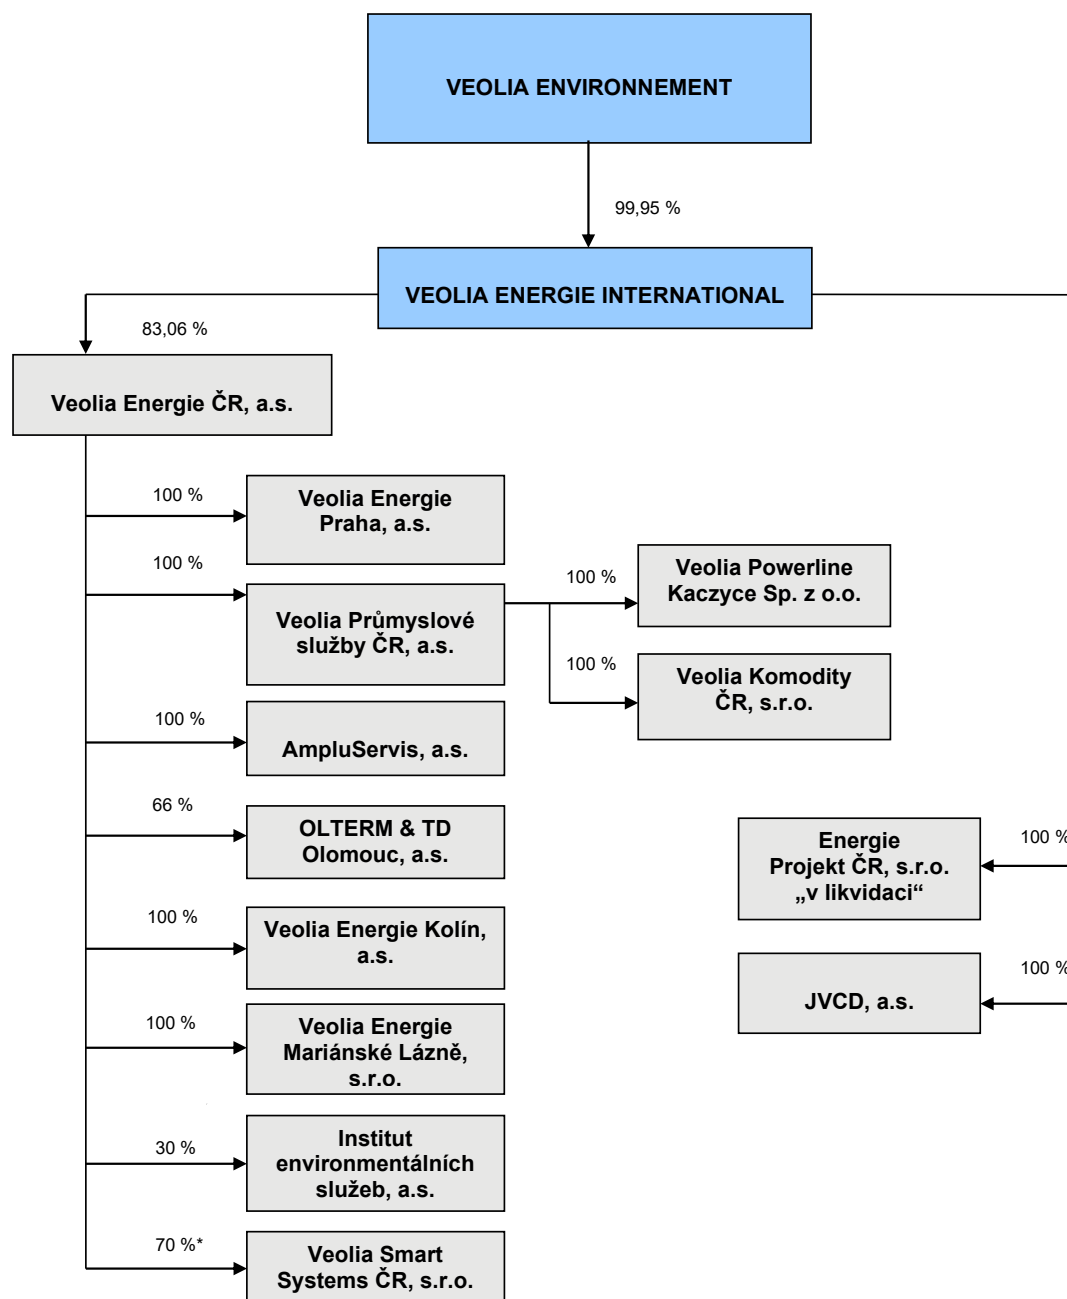 VEOLIA ENVIRONNEMENT
99,95 %
VEOLIA ENERGIE INTERNATIONAL
83,06 %
Veolia Energie ČR, a.s.
100 %
Veolia Energie
Praha, a.s.
100 %
Veolia Průmyslové
služby ČR, a.s.
100 %
Veolia Powerline
Kaczyce Sp. z o.o.
100 %
Veolia Komodity
ČR, s.r.o.
100 %
AmpluServis, a.s.
66 %
OLTERM & TD
Olomouc, a.s.
100 %
Energie
Projekt ČR, s.r.o.
„v likvidaci“
100 %
Veolia Energie Kolín,
a.s.
100 %
JVCD, a.s.
100 %
Veolia Energie
Mariánské Lázně,
s.r.o.
30 %
Institut
environmentálních
služeb, a.s.
70 %*
Veolia Smart
Systems ČR, s.r.o.